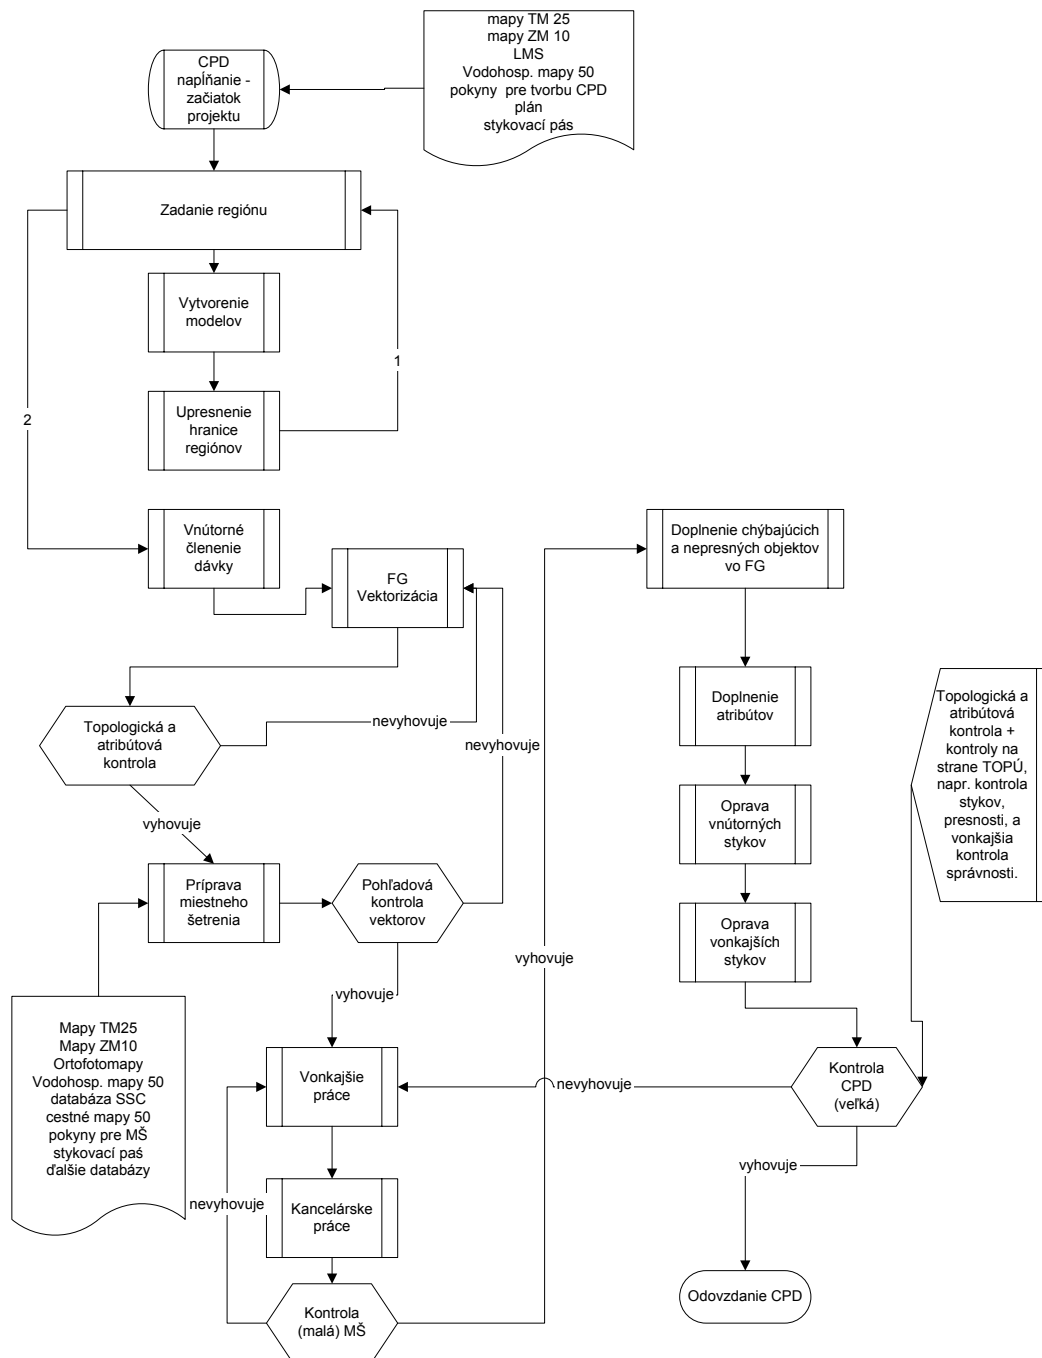 CPD
napĺňanie -
začiatok
projektu
mapy TM 25
mapy ZM 10
LMS
Vodohosp. mapy 50
pokyny pre tvorbu CPD
plán
stykovací pás
Zadanie regiónu
Vytvorenie
modelov
1
Upresnenie
hranice
regiónov
2
Vnútorné
členenie
dávky
FG
Vektorizácia
Doplnenie chýbajúcich
a nepresných objektov
vo FG
Topologická a
atribútová
kontrola
nevyhovuje
nevyhovuje
vyhovuje
Doplnenie
atribútov
Topologická a
atribútová
kontrola +
kontroly na
strane TOPÚ,
napr. kontrola
stykov,
presnosti, a
vonkajšia
kontrola
správnosti.
Oprava
vnútorných
stykov
Príprava
miestneho
šetrenia
Pohľadová
kontrola
vektorov
Oprava
vonkajších
stykov
vyhovuje
vyhovuje
Mapy TM25
Mapy ZM10
Ortofotomapy
Vodohosp. mapy 50
databáza SSC
cestné mapy 50
pokyny pre MŠ
stykovací paś
ďalšie databázy
Vonkajšie
práce
nevyhovuje
Kontrola
CPD
(veľká)
vyhovuje
nevyhovuje
Kancelárske
práce
Kontrola
(malá) MŠ
Odovzdanie CPD